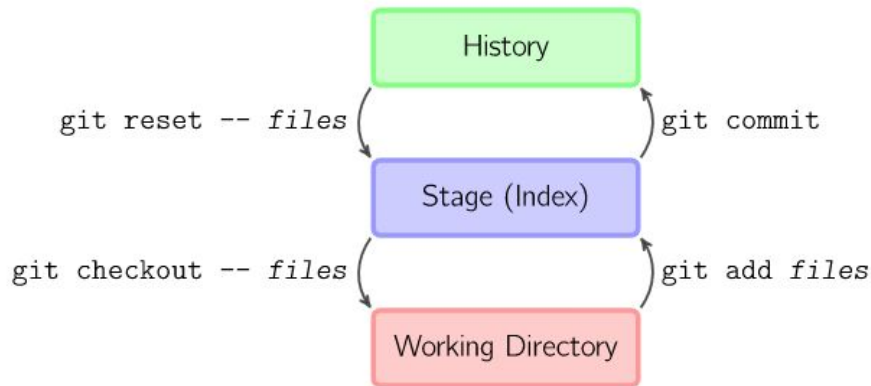 History
git reset -- files
git commit
Stage (Index)
git checkout -- files
git add files
Working Directory